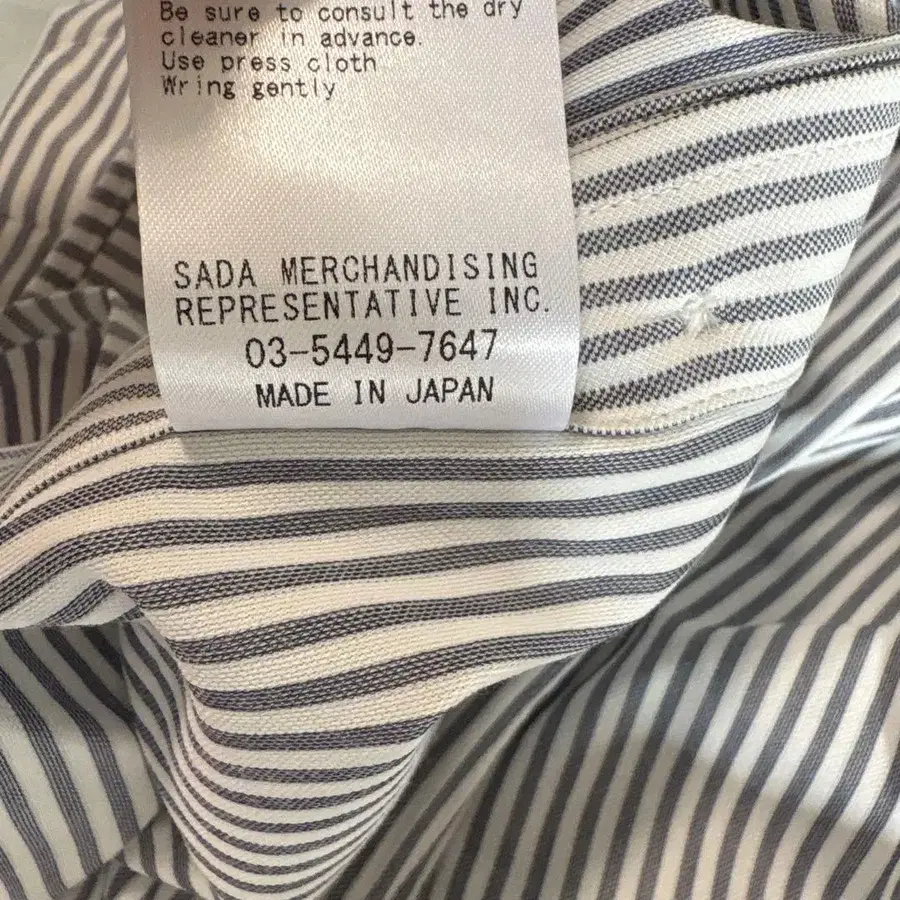 Be sure to consult the dry
cleaner in advance.
Use press cloth
Wring gently
SADA MERCHANDISING
REPRESENTATIVE INC.
03-5449-7647
MADE IN JAPAN